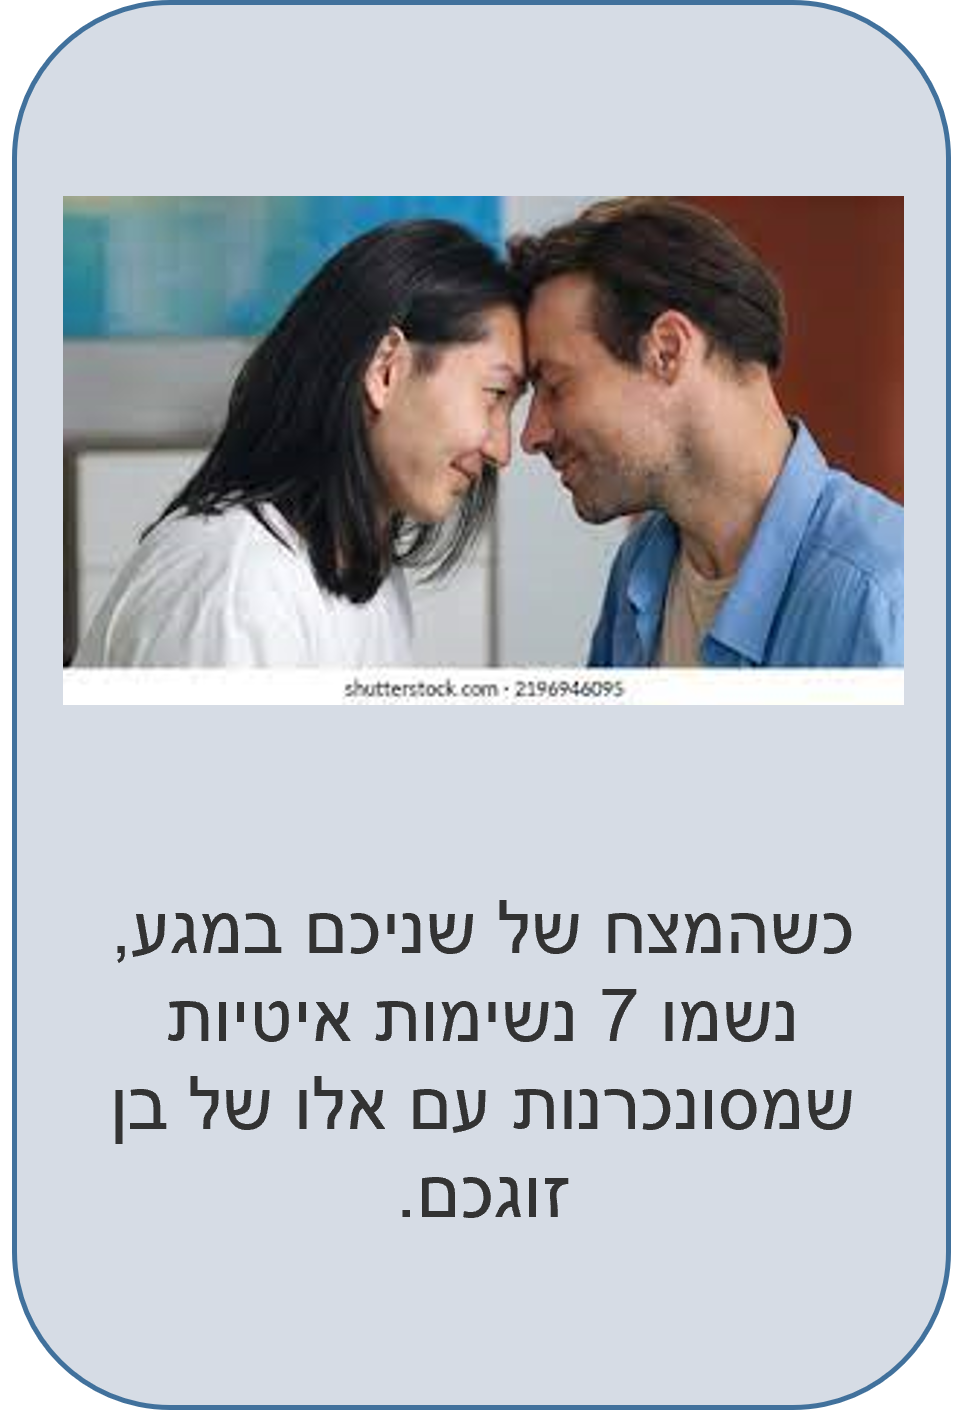 shutterstock.com · 2196946095
כשהמצח של שניכם במגע,
נשמו 7 נשימות איטיות
שמסונכרנות עם אלו של בן
זוגכם.